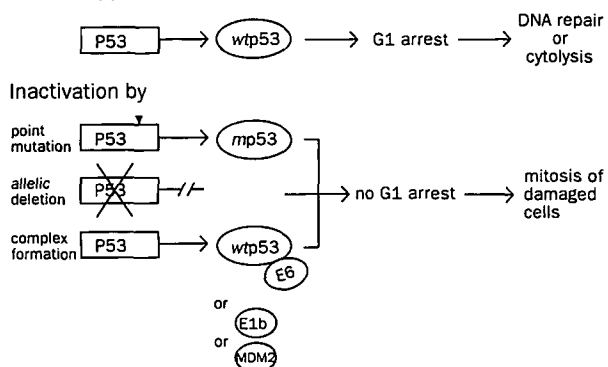 P53 wtp53 G1 arrest DNA repair
or
cytolysis
Inactivation by
point
mutation P53 mp53
allelic
deletion P53 no G1 arrest mitosis of
damaged
cells
complex
formation P53 wtp53
E6
or
E1b
or
MDM2